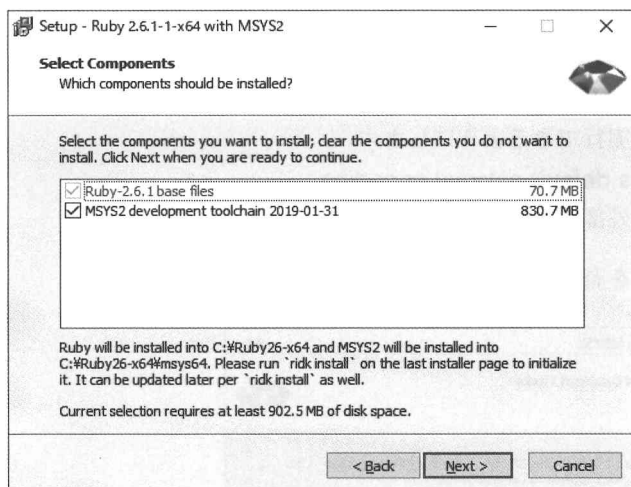 Setup - Ruby 2.6.1-1-x64 with MSYS2
Select Components
Which components should be installed?
Select the components you want to install; clear the components you do not want to
install. Click Next when you are ready to continue.
Ruby-2.6.1 base files 70.7 MB
MSYS2 development toolchain 2019-01-31 830.7 MB
Ruby will be installed into C:¥Ruby26-x64 and MSYS2 will be installed into
C:¥Ruby26-x64¥msys64. Please run `ridk install` on the last installer page to initialize
it. It can be updated later per `ridk install` as well.
Current selection requires at least 902.5 MB of disk space.
< Back Next > Cancel